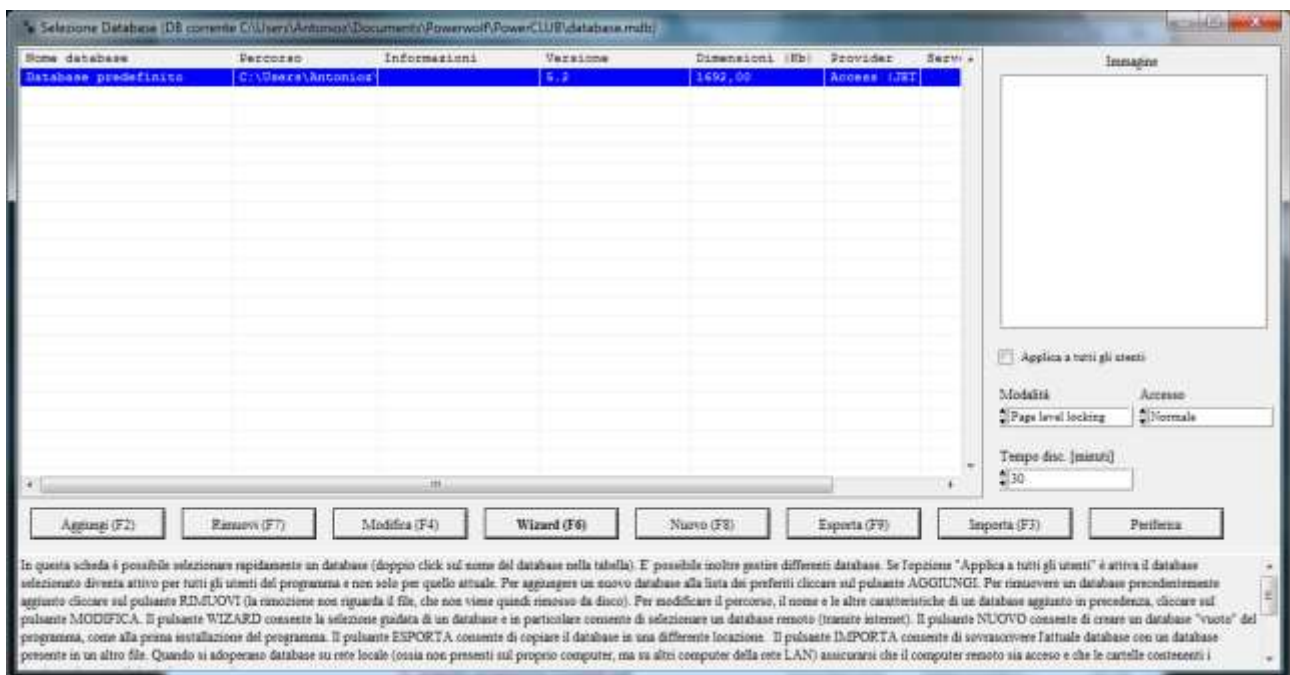 Selezione Database (DB corrente C:\Users\Antonioz\Documents\Powerwolf\PowerCLUB\database.mdb)
Nome database Percorso Informazioni Versione Dimensioni (Kb) Provider Serv
Database predefinito C:\Users\Antonioz\ 5.2 1692,00 Access (JET
Immagine
Applica a tutti gli utenti
Modalità Accesso
Page level locking Normale
Tempo disc. [minuti]
30
Aggiungi (F2) Rimuovi (F7) Modifica (F4) Wizard (F6) Nuovo (F8) Esporta (F9) Importa (F3) Periferica
In questa scheda è possibile selezionare rapidamente un database (doppio click sul nome del database nella tabella). E' possibile inoltre gestire differenti database. Se l'opzione "Applica a tutti gli utenti" è attiva il database
selezionato diventa attivo per tutti gli utenti del programma e non solo per quello attuale. Per aggiungere un nuovo database alla lista dei preferiti cliccare sul pulsante AGGIUNGI. Per rimuovere un database precedentemente
aggiunto cliccare sul pulsante RIMUOVI (la rimozione non riguarda il file, che non viene quindi rimosso da disco). Per modificare il percorso, il nome e le altre caratteristiche di un database aggiunto in precedenza, cliccare sul
pulsante MODIFICA. Il pulsante WIZARD consente la selezione guidata di un database e in particolare consente di selezionare un database remoto (tramite internet). Il pulsante NUOVO consente di creare un database "vuoto" del
programma, come alla prima installazione del programma. Il pulsante ESPORTA consente di copiare il database in una differente locazione. Il pulsante IMPORTA consente di sovrascrivere l'attuale database con un database
presente in un altro file. Quando si adoperano database su rete locale (ossia non presenti sul proprio computer, ma su altri computer della rete LAN) assicurarsi che il computer remoto sia acceso e che le cartelle contenenti i